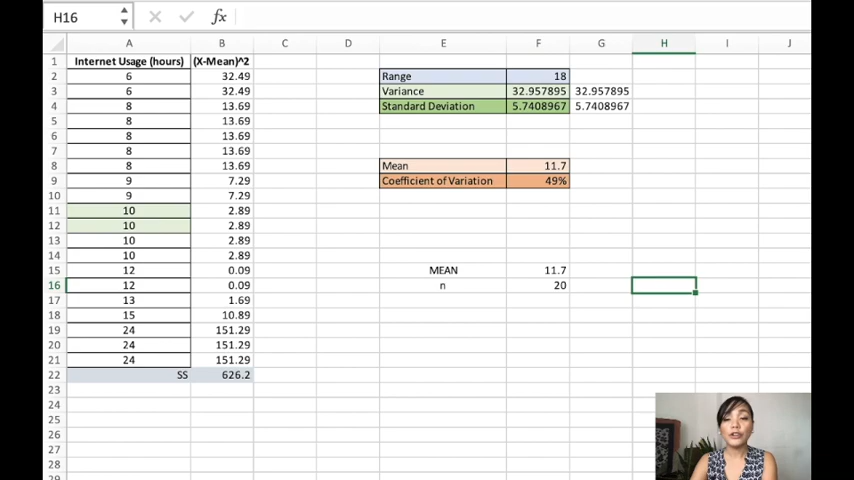 H16 fx
A B C D E F G H I J
1 Internet Usage (hours) (X-Mean)^2
2 6 32.49 Range 18
3 6 32.49 Variance 32.957895 32.957895
4 8 13.69 Standard Deviation 5.7408967 5.7408967
5 8 13.69
6 8 13.69
7 8 13.69
8 8 13.69 Mean 11.7
9 9 7.29 Coefficient of Variation 49%
10 9 7.29
11 10 2.89
12 10 2.89
13 10 2.89
14 10 2.89
15 12 0.09 MEAN 11.7
16 12 0.09 n 20
17 13 1.69
18 15 10.89
19 24 151.29
20 24 151.29
21 24 151.29
22 SS 626.2
23
24
25
26
27
28
29